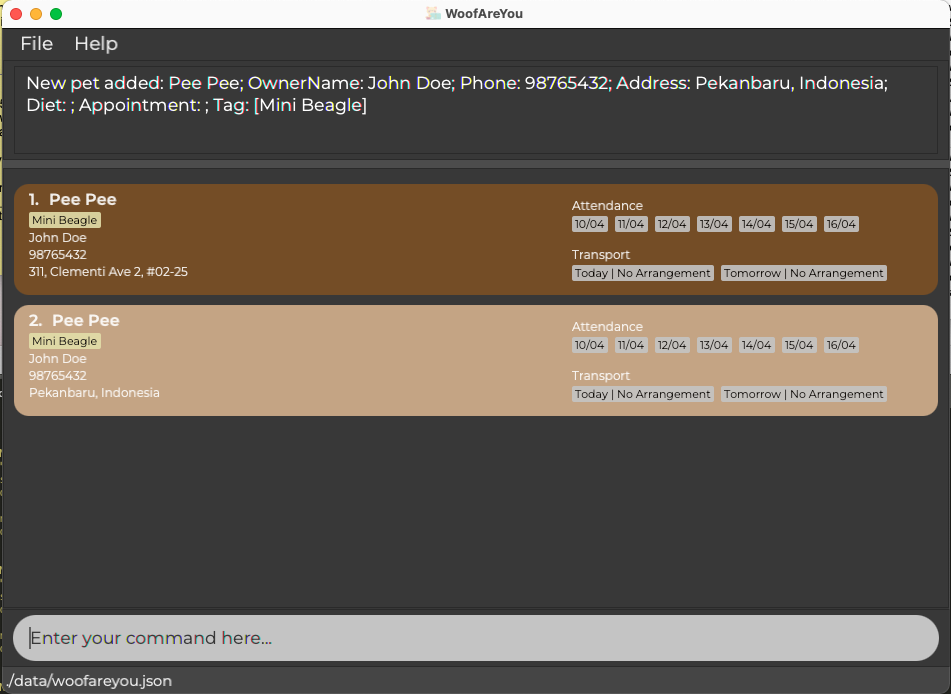 WoofAreYou
File Help
New pet added: Pee Pee; OwnerName: John Doe; Phone: 98765432; Address: Pekanbaru, Indonesia;
Diet: ; Appointment: ; Tag: [Mini Beagle]
1. Pee Pee
Mini Beagle
John Doe
98765432
311, Clementi Ave 2, #02-25
Attendance
10/04 11/04 12/04 13/04 14/04 15/04 16/04
Transport
Today | No Arrangement Tomorrow | No Arrangement
2. Pee Pee
Mini Beagle
John Doe
98765432
Pekanbaru, Indonesia
Attendance
10/04 11/04 12/04 13/04 14/04 15/04 16/04
Transport
Today | No Arrangement Tomorrow | No Arrangement
Enter your command here...
./data/woofareyou.json